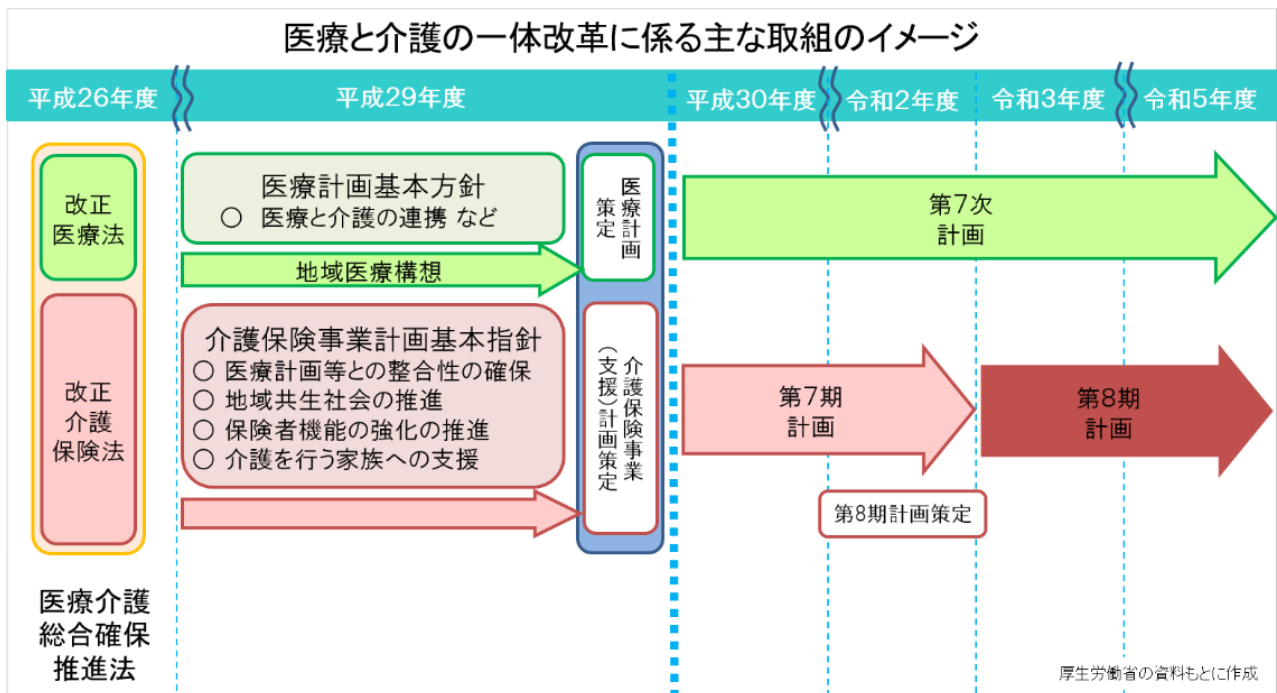 医療と介護の一体改革に係る主な取組のイメージ
平成26年度
平成29年度
平成30年度
令和2年度
令和3年度
令和5年度
改正
医療法
改正
介護
保険法
医療介護
総合確保
推進法
医療計画基本方針
○ 医療と介護の連携 など
地域医療構想
介護保険事業計画基本指針
○ 医療計画等との整合性の確保
○ 地域共生社会の推進
○ 保険者機能の強化の推進
○ 介護を行う家族への支援
医療計画
策定
介護保険事業
(支援)計画策定
第7次
計画
第7期
計画
第8期
計画
第8期計画策定
厚生労働省の資料もとに作成